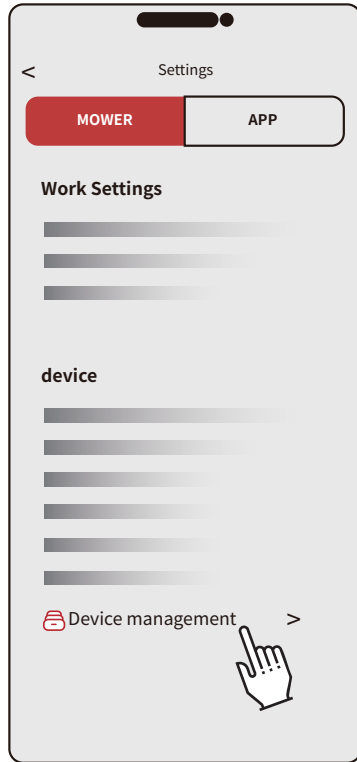 <
Settings
MOWER
APP
Work Settings
device
Device management >